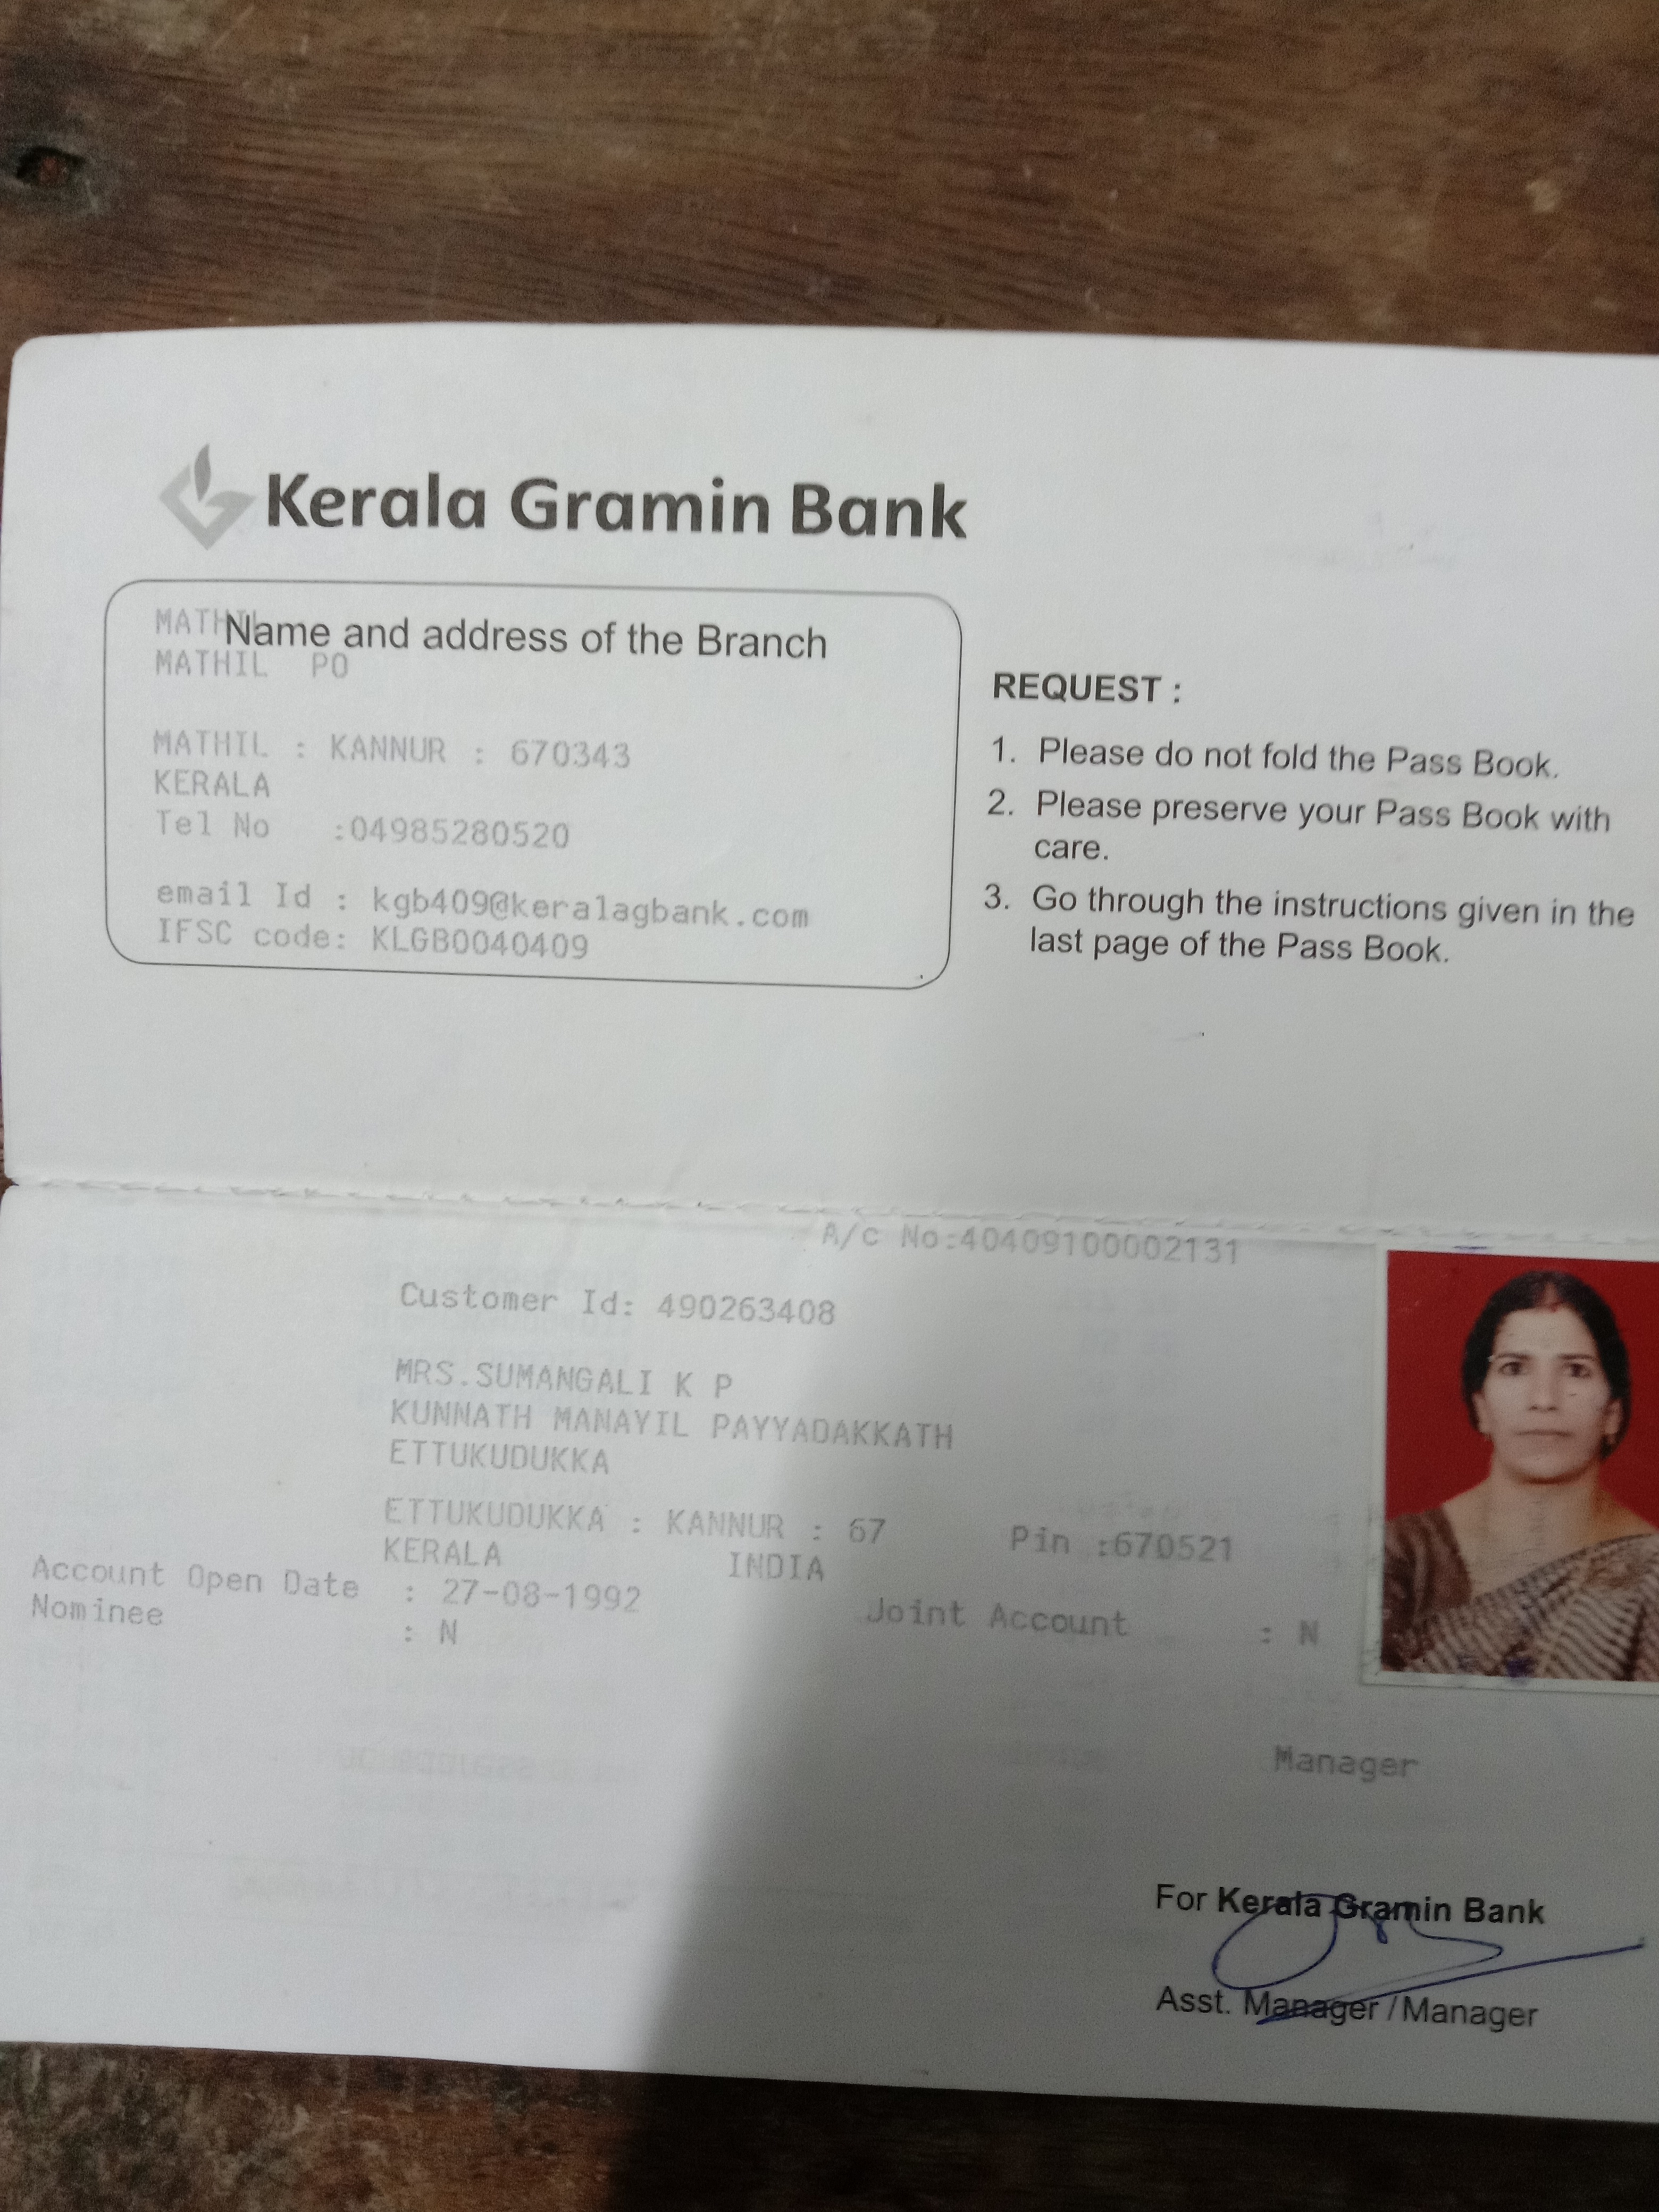 Kerala Gramin Bank
MATHIL
Name and address of the Branch
MATHIL PO
MATHIL : KANNUR : 670343
KERALA
Tel No :04985280520
email Id : kgb409@keralagbank.com
IFSC code: KLGB0040409
REQUEST :
1. Please do not fold the Pass Book.
2. Please preserve your Pass Book with
care.
3. Go through the instructions given in the
last page of the Pass Book.
A/c No:40409100002131
Customer Id: 490263408
MRS.SUMANGALI K P
KUNNATH MANAYIL PAYYADAKKATH
ETTUKUDUKKA
ETTUKUDUKKA : KANNUR : 67 Pin :670521
KERALA INDIA
Account Open Date : 27-08-1992
Nominee : N Joint Account : N
Manager
For Kerala Gramin Bank
Asst. Manager / Manager